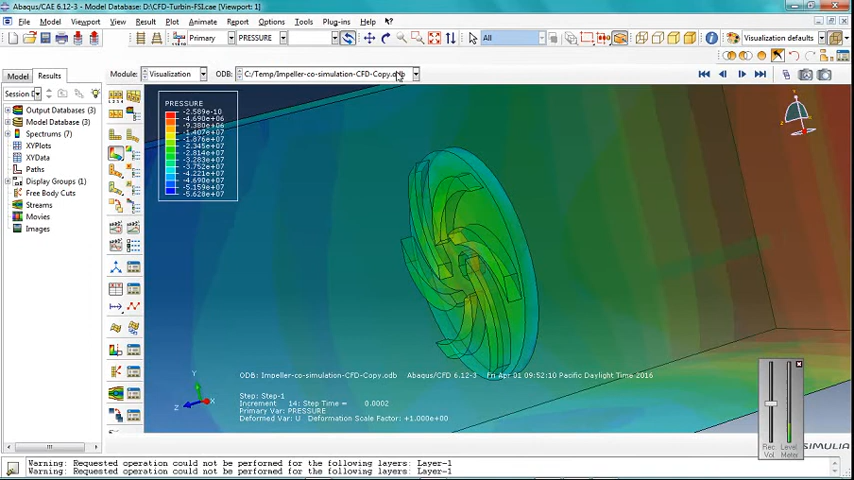 Abaqus/CAE 6.12-3 - Model Database: D:\CFD-Turbin-FSI.cae [Viewport: 1]
File Model Viewport View Result Plot Animate Report Options Tools Plug-ins Help
Primary PRESSURE All Visualization defaults
Model Results Module: Visualization ODB: C:/Temp/Impeller-co-simulation-CFD-Copy.odb
Session D
Output Databases (3)
Model Database (3)
Spectrums (7)
XYPlots
XYData
Paths
Display Groups (1)
Free Body Cuts
Streams
Movies
Images
PRESSURE
-2.589e-10
-4.690e+06
-9.380e+06
-1.407e+07
-1.876e+07
-2.345e+07
-2.814e+07
-3.283e+07
-3.752e+07
-4.221e+07
-4.690e+07
-5.159e+07
-5.628e+07
Y
Z
X
ODB: Impeller-co-simulation-CFD-Copy.odb Abaqus/CFD 6.12-3 Fri Apr 01 09:52:10 Pacific Daylight Time 2016
Step: Step-1
Increment 14: Step Time = 0.0002
Primary Var: PRESSURE
Deformed Var: U Deformation Scale Factor: +1.000e+00
Rec. Vol
Level Meter
SIMULIA
Warning: Requested operation could not be performed for the following layers: Layer-1
Warning: Requested operation could not be performed for the following layers: Layer-1